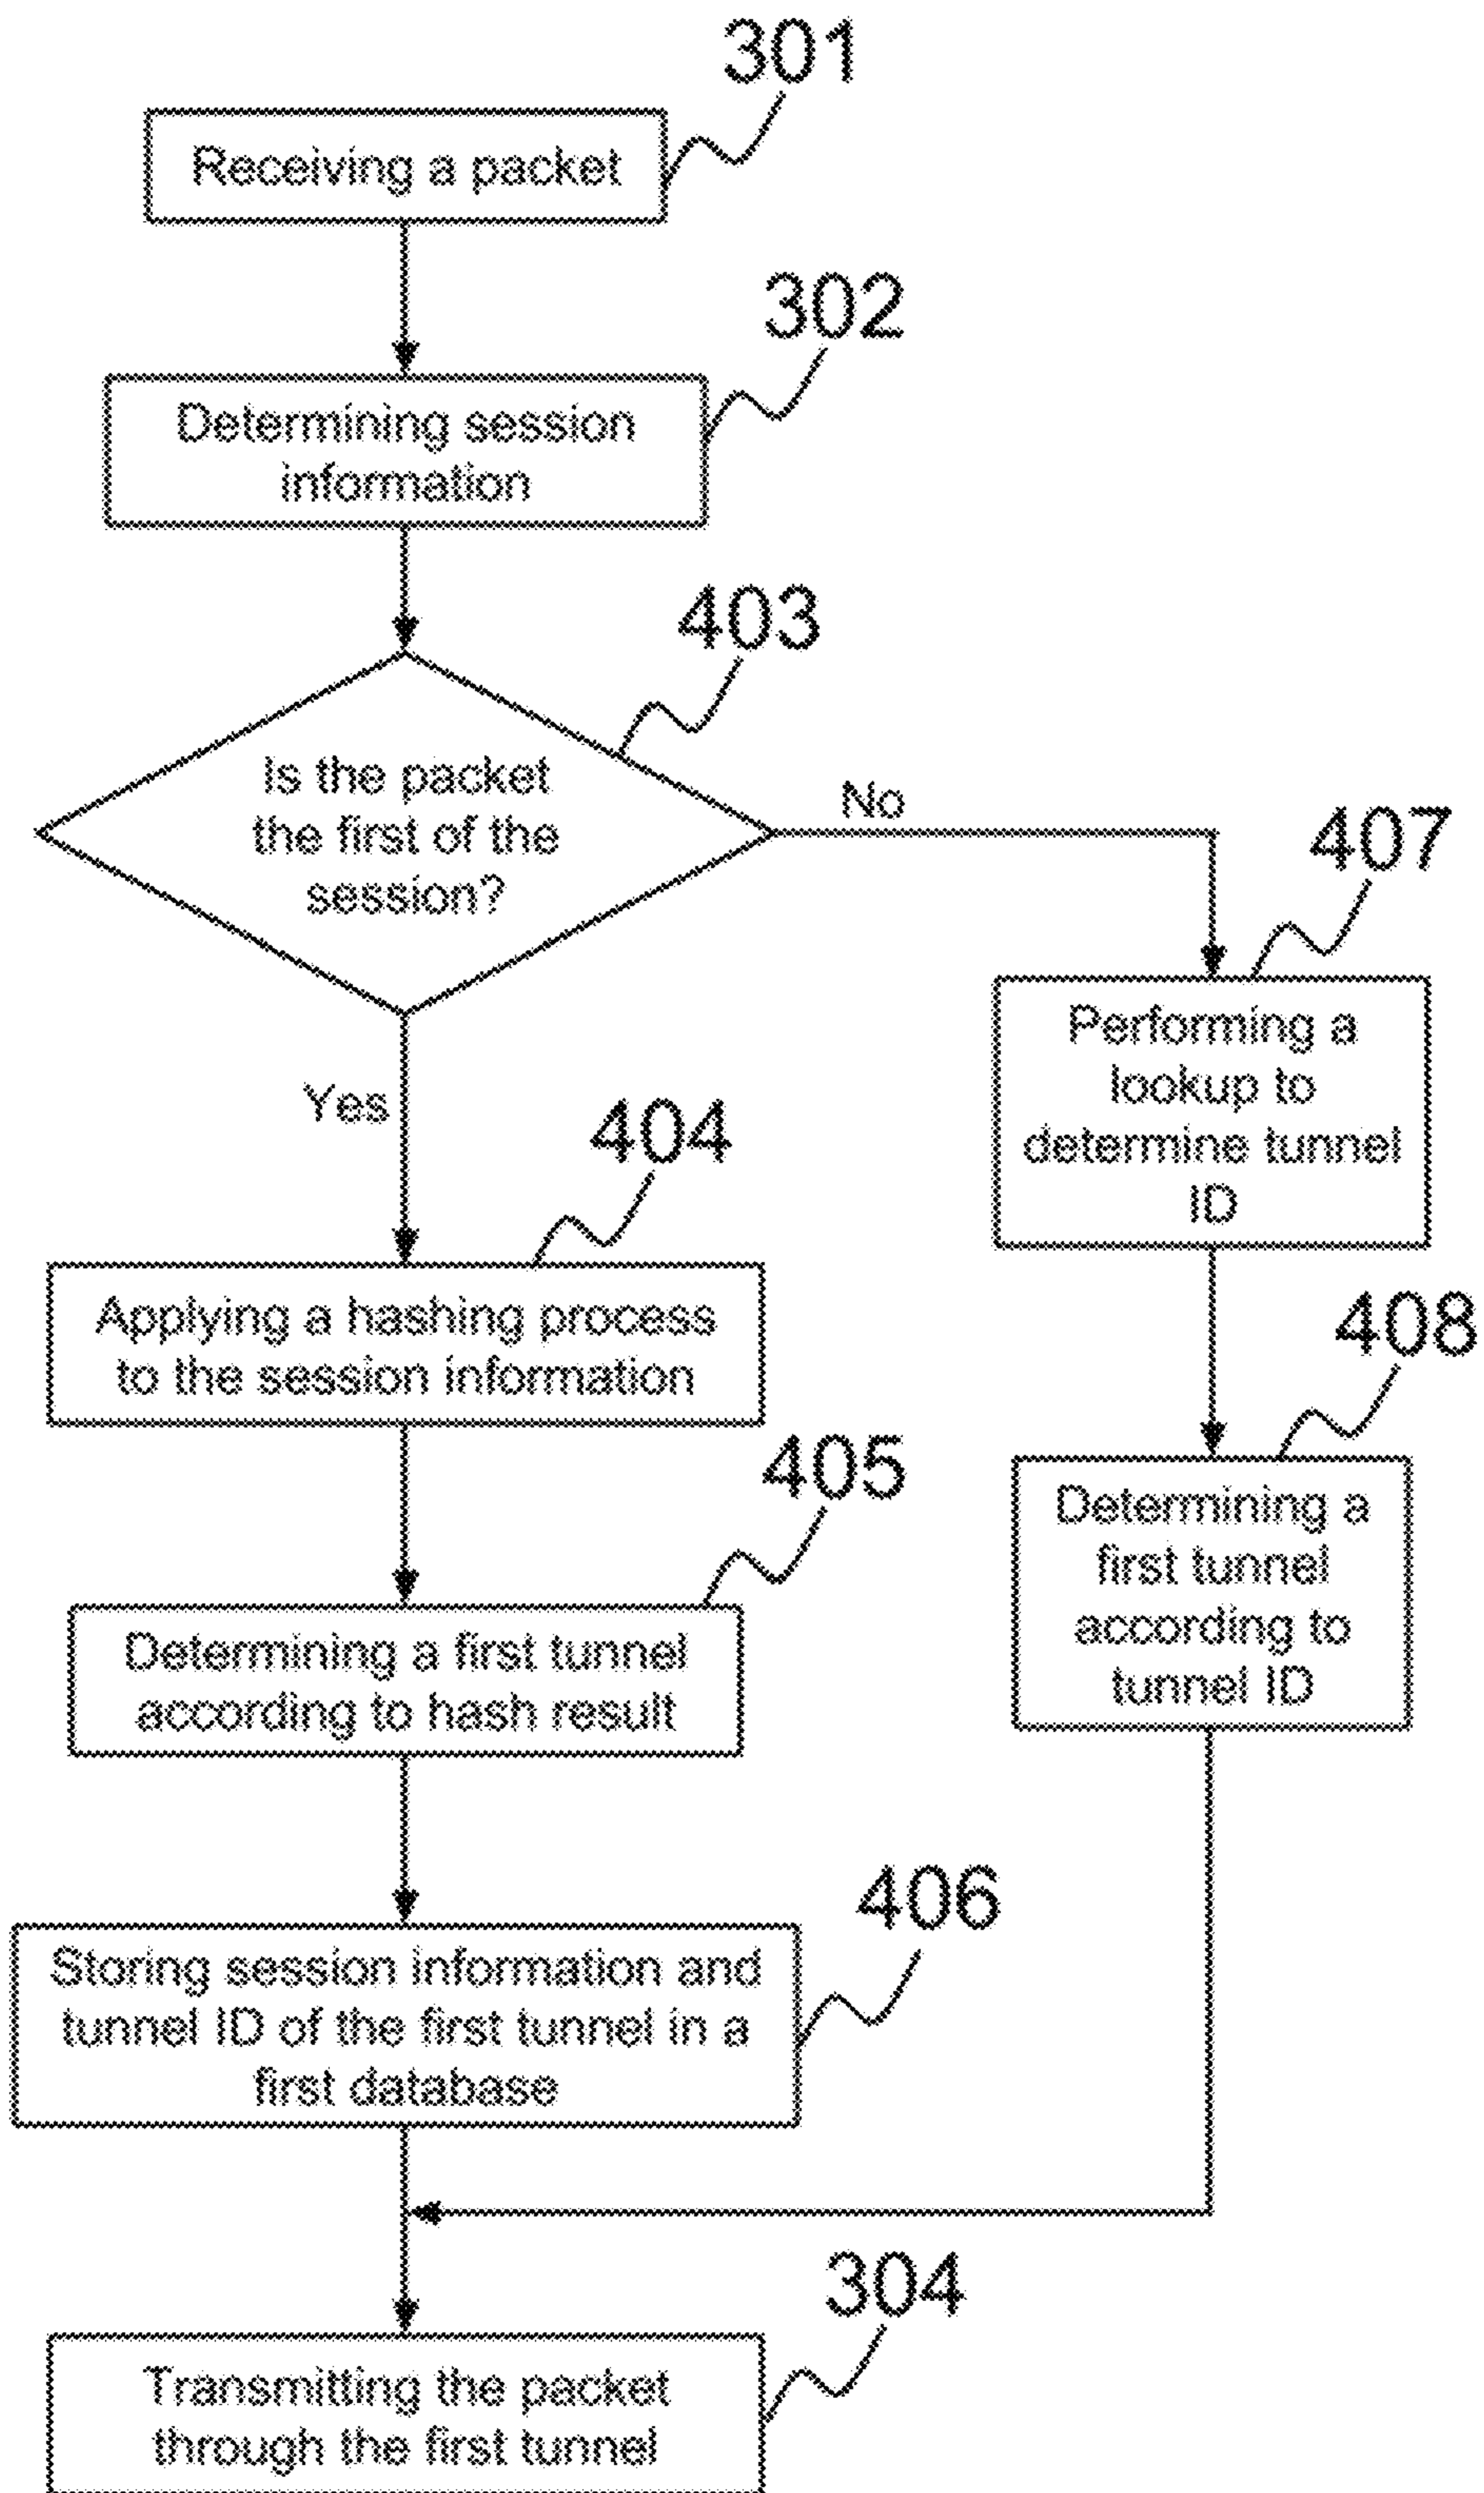 301
Receiving a packet
302
Determining session
information
403
Is the packet
the first of the
session?
No
407
Performing a
lookup to
determine tunnel
ID
Yes
404
Applying a hashing process
to the session information
408
Determining a
first tunnel
according to
tunnel ID
405
Determining a first tunnel
according to hash result
406
Storing session information and
tunnel ID of the first tunnel in a
first database
304
Transmitting the packet
through the first tunnel